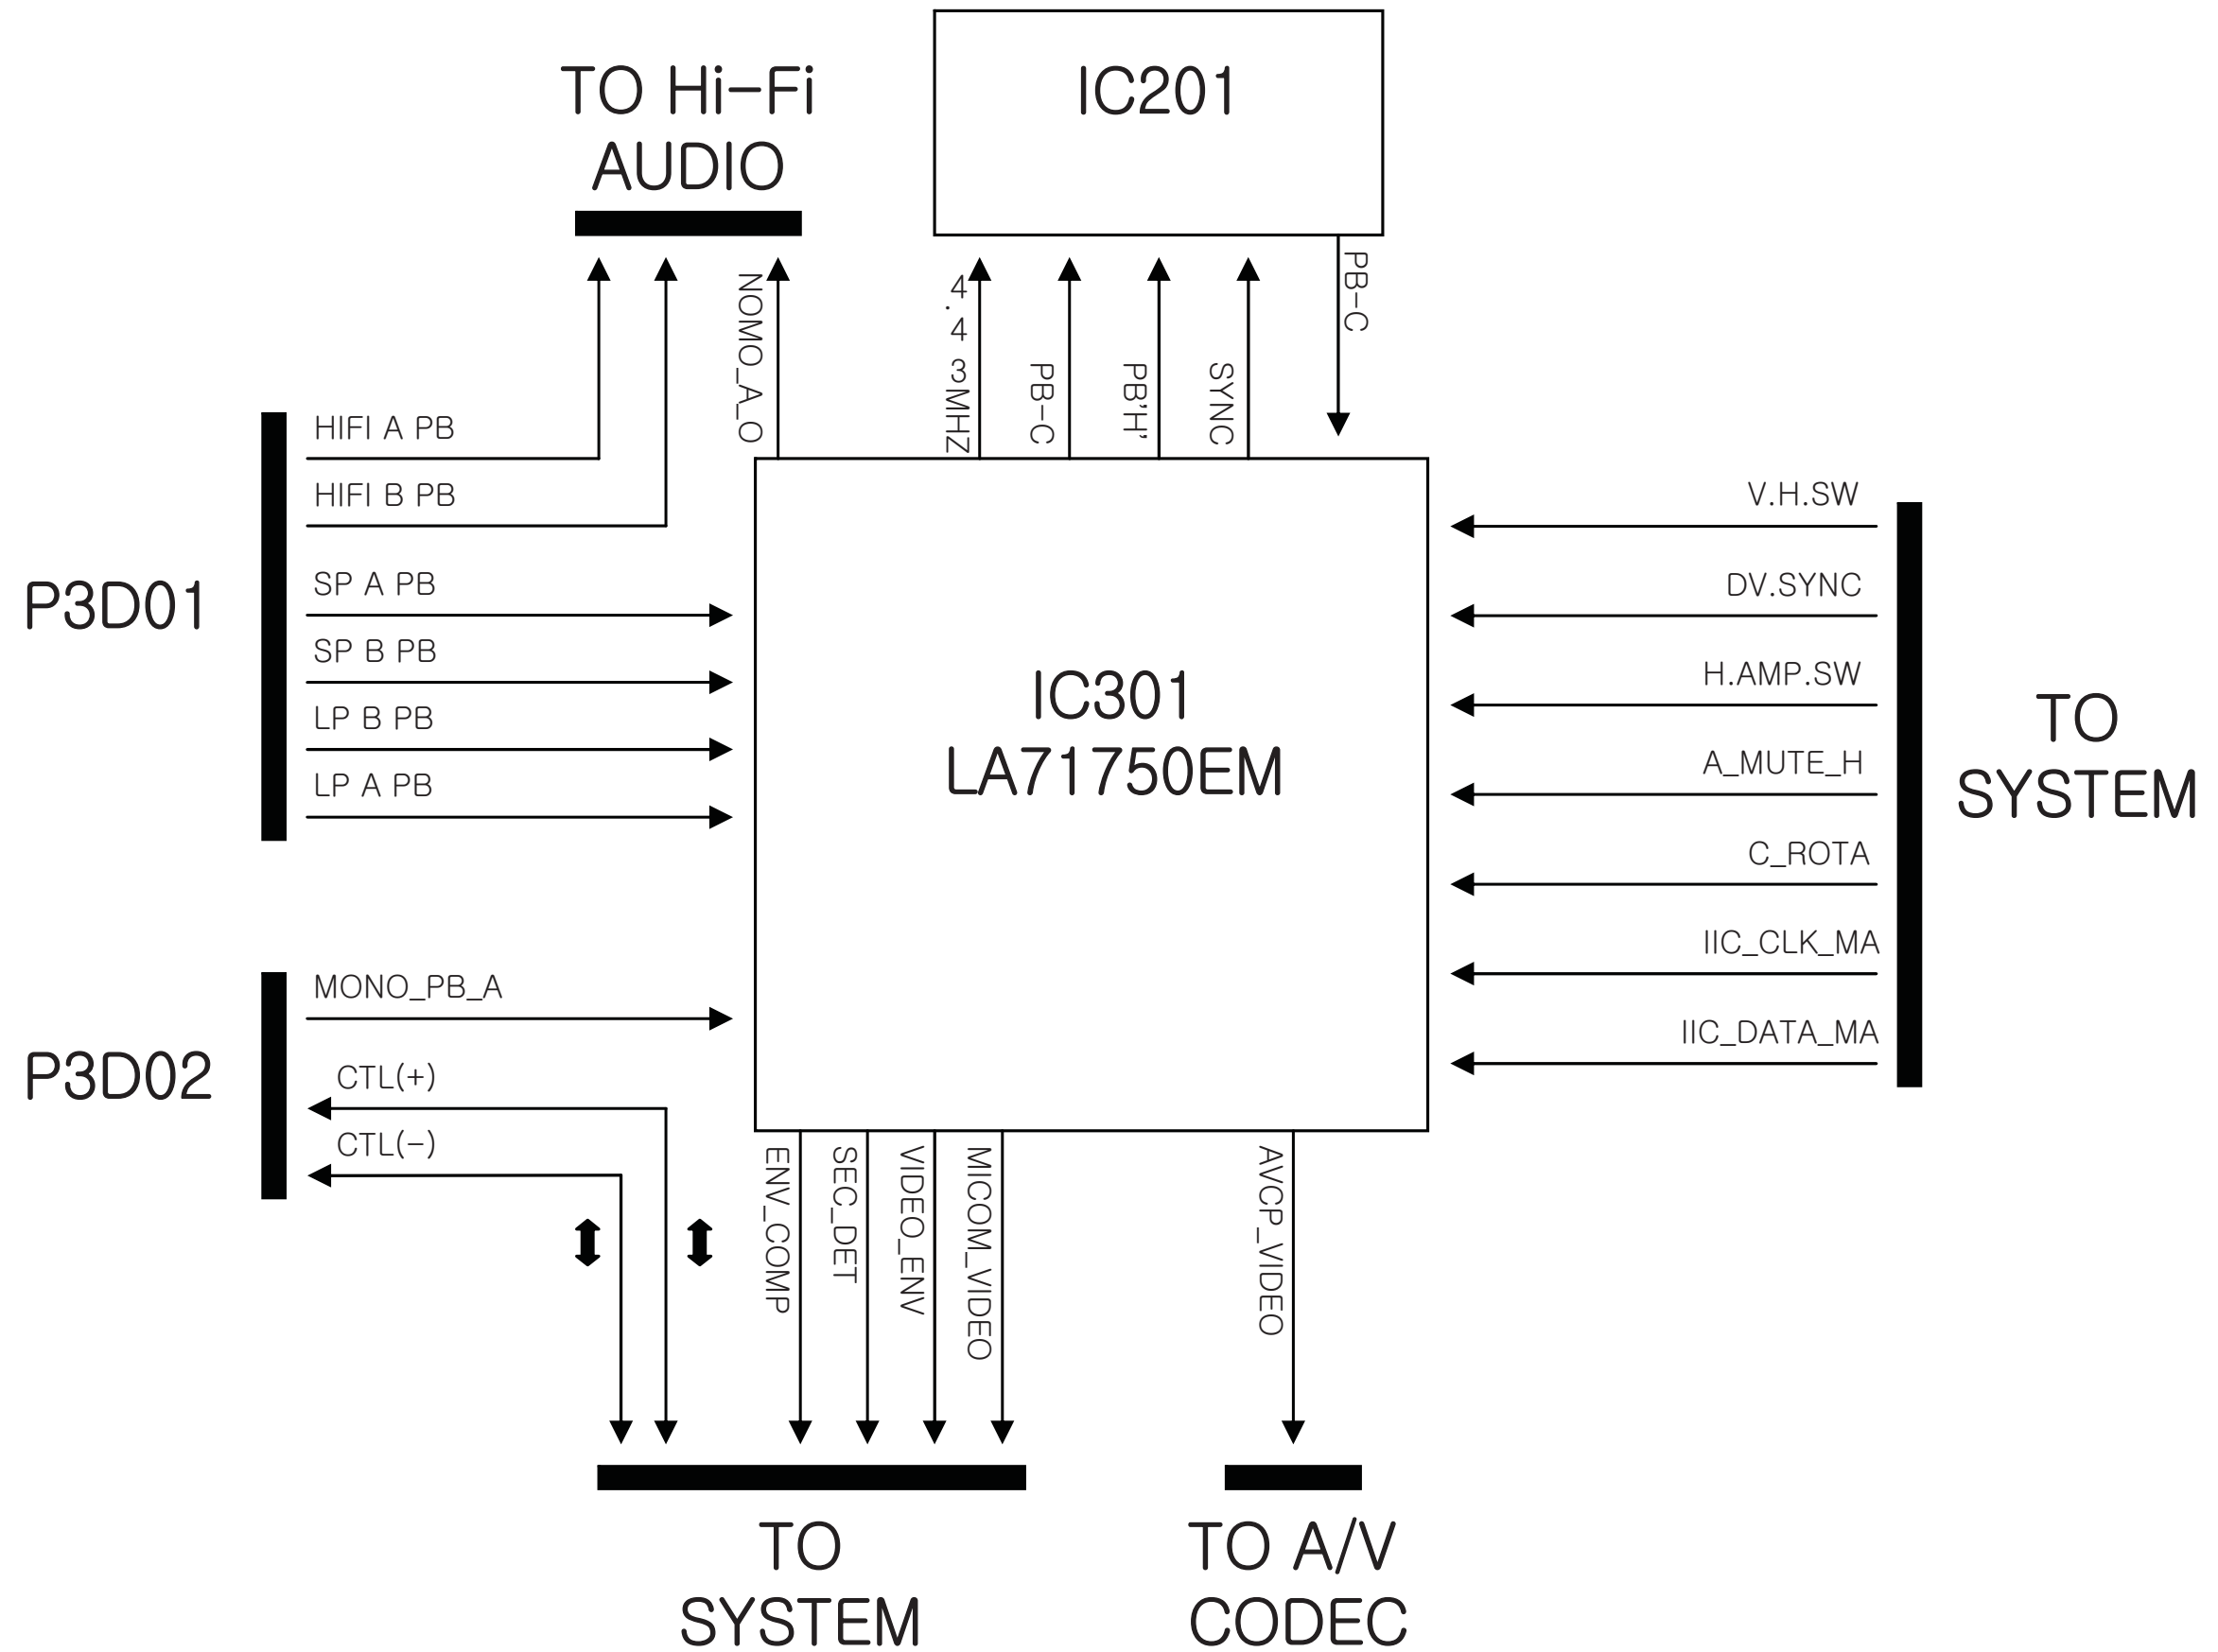 IC201
TO Hi-Fi
AUDIO
NOMO_A_O
4.43MHZ
PB-C
PB'H'
SYNC
PB-C
P3D01
HIFI A PB
HIFI B PB
SP A PB
SP B PB
LP B PB
LP A PB
IC301
LA71750EM
V.H.SW
DV.SYNC
H.AMP.SW
A_MUTE_H
C_ROTA
IIC_CLK_MA
IIC_DATA_MA
TO
SYSTEM
P3D02
MONO_PB_A
CTL(+)
CTL(-)
ENV_COMP
SEC_DET
VIDEO_ENV
MICOM_VIDEO
AVCP_VIDEO
TO
SYSTEM
TO A/V
CODEC